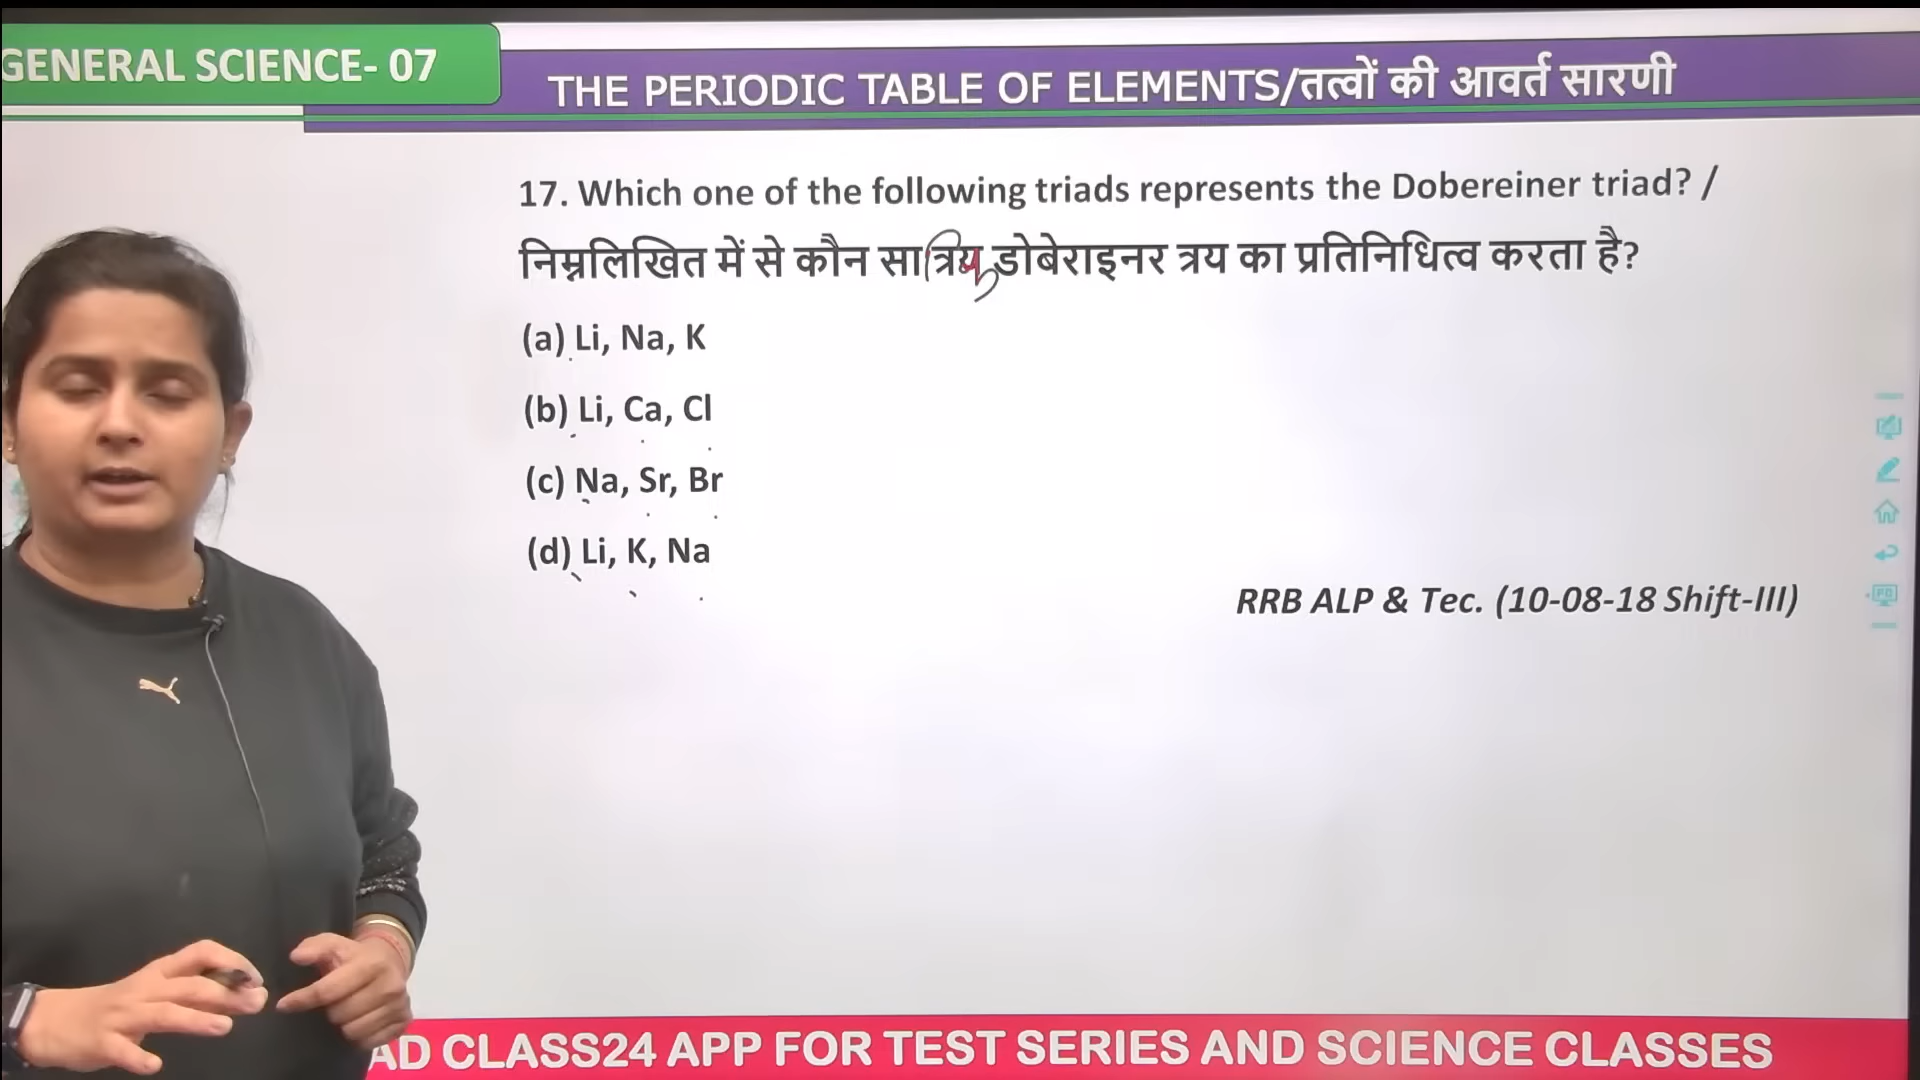 GENERAL SCIENCE- 07
THE PERIODIC TABLE OF ELEMENTS/तत्वों की आवर्त सारणी
17. Which one of the following triads represents the Dobereiner triad? /
निम्नलिखित में से कौन सा त्रय डोबेराइनर त्रय का प्रतिनिधित्व करता है?
(a) Li, Na, K
(b) Li, Ca, Cl
(c) Na, Sr, Br
(d) Li, K, Na
RRB ALP & Tec. (10-08-18 Shift-III)
AD CLASS24 APP FOR TEST SERIES AND SCIENCE CLASSES